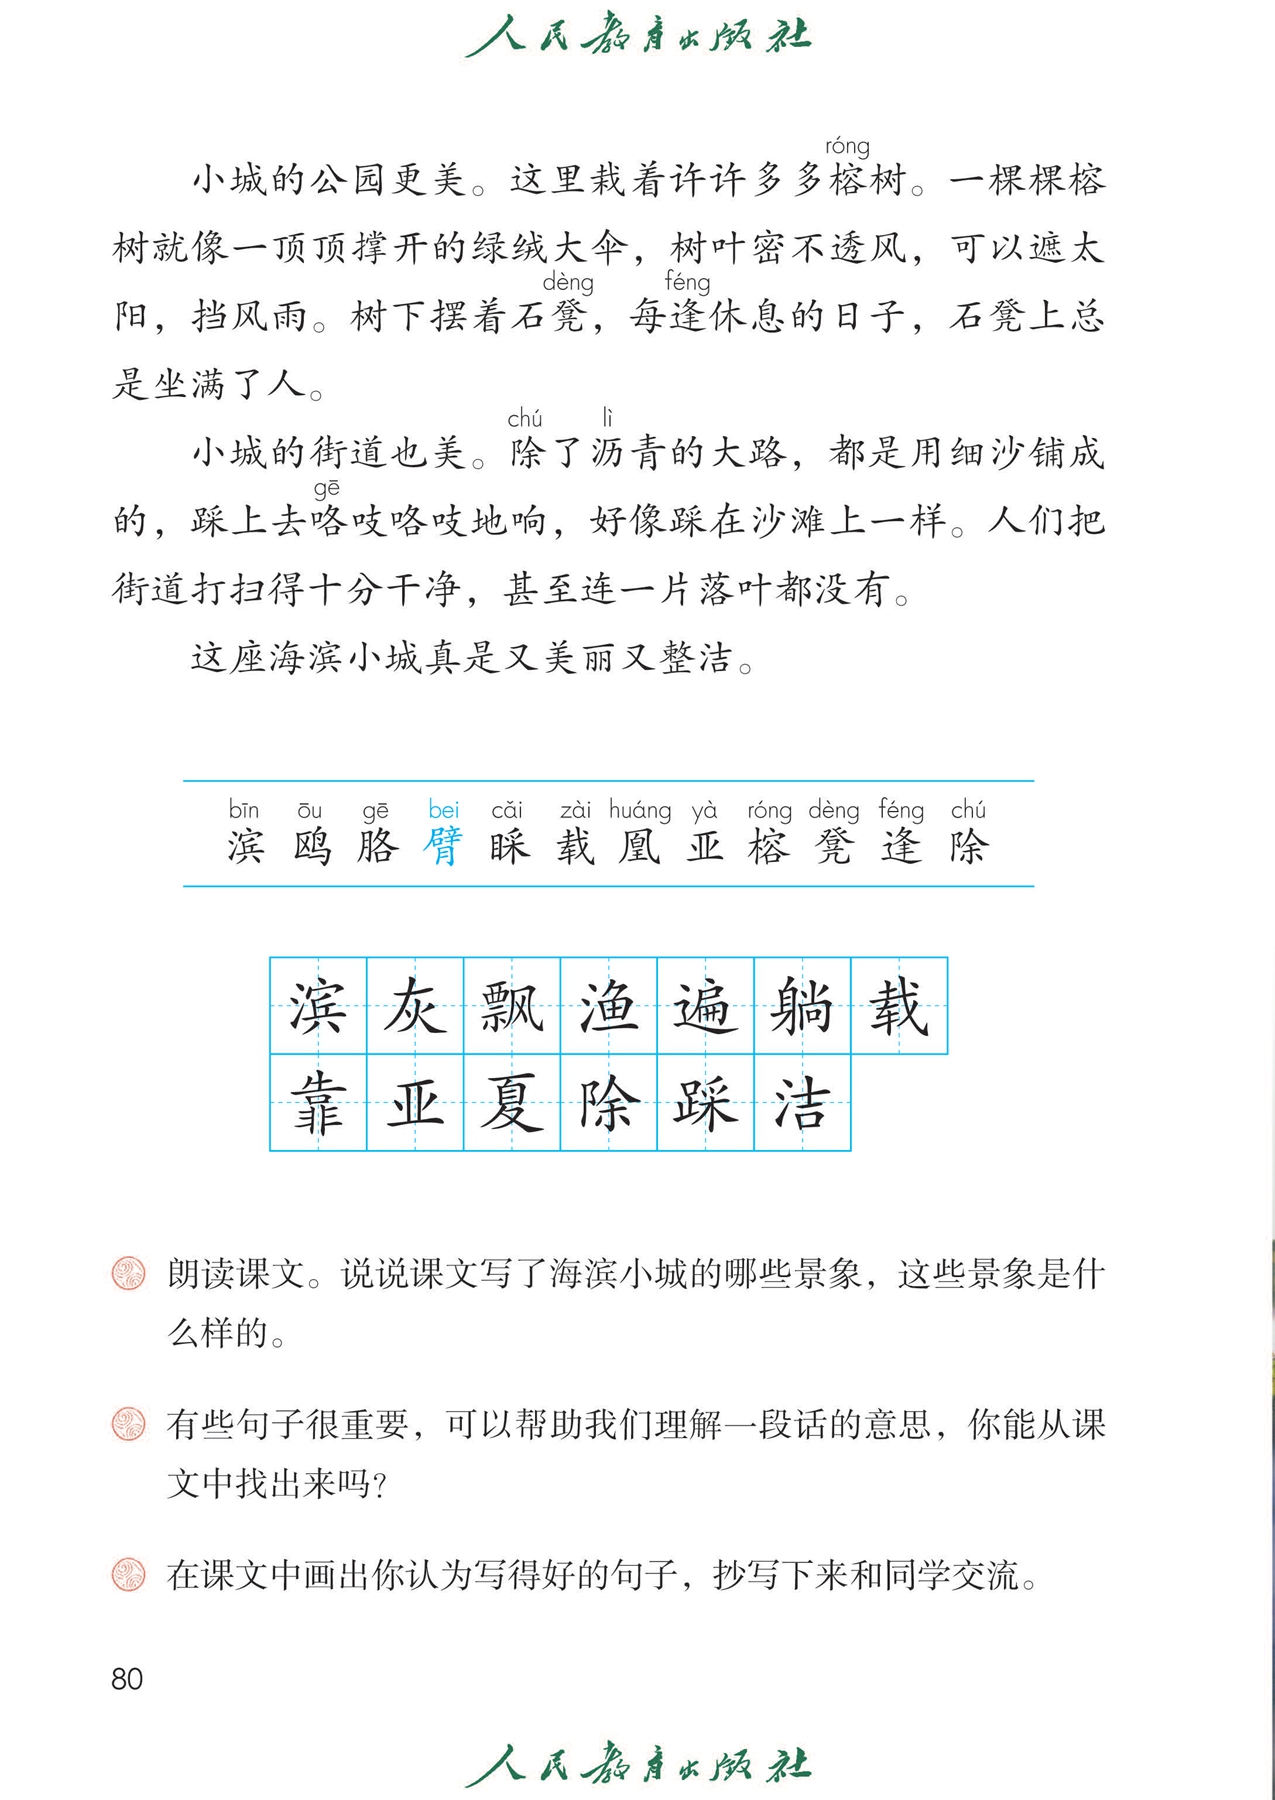 人民教育出版社
róng
小城的公园更美。这里栽着许许多多榕树。一棵棵榕
树就像一顶顶撑开的绿绒大伞，树叶密不透风，可以遮太
dèng féng
阳，挡风雨。树下摆着石凳，每逢休息的日子，石凳上总
是坐满了人。
chú lì
小城的街道也美。除了沥青的大路，都是用细沙铺成
gē
的，踩上去咯吱咯吱地响，好像踩在沙滩上一样。人们把
街道打扫得十分干净，甚至连一片落叶都没有。
这座海滨小城真是又美丽又整洁。
bīn ōu gē bei cǎi zài huáng yà róng dèng féng chú
滨 鸥 胳 臂 睬 载 凰 亚 榕 凳 逢 除
滨 灰 飘 渔 遍 躺 载
靠 亚 夏 除 踩 洁
朗读课文。说说课文写了海滨小城的哪些景象，这些景象是什
么样的。
有些句子很重要，可以帮助我们理解一段话的意思，你能从课
文中找出来吗？
在课文中画出你认为写得好的句子，抄写下来和同学交流。
80
人民教育出版社